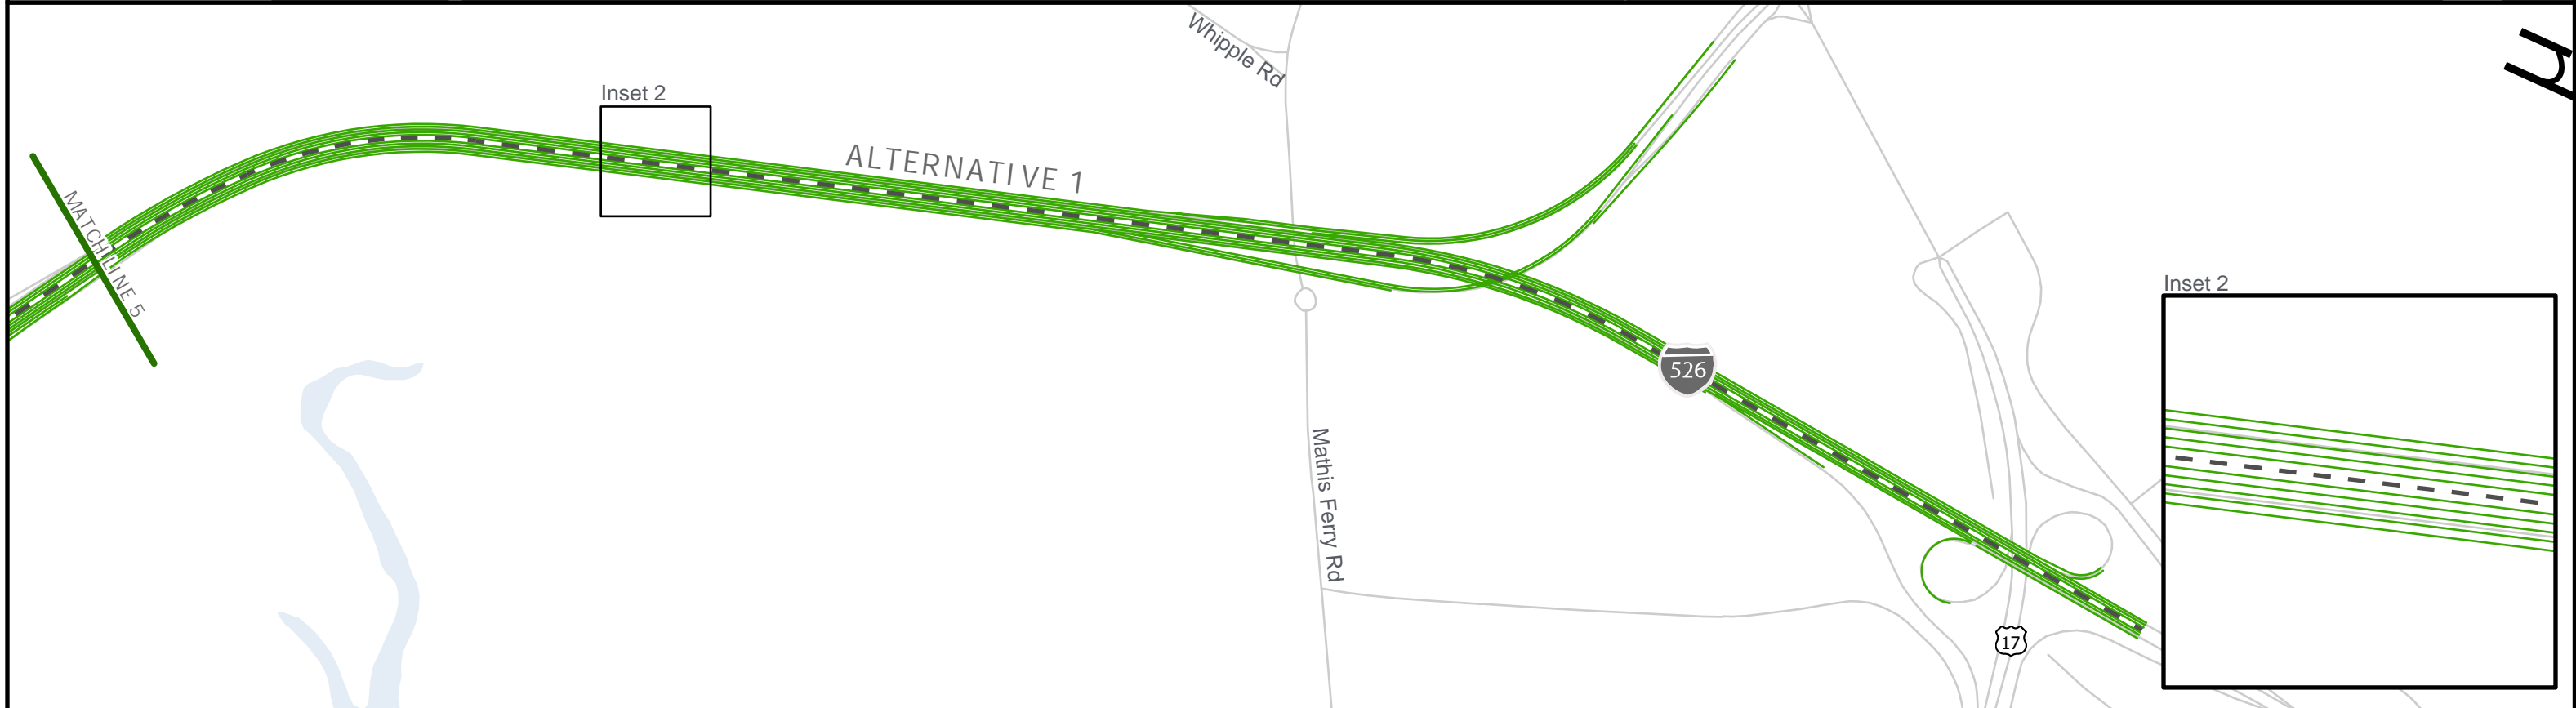 Whipple Rd
Inset 2
ALTERNATIVE 1
MATCHLINE 5
Inset 2
526
Mathis Ferry Rd
17